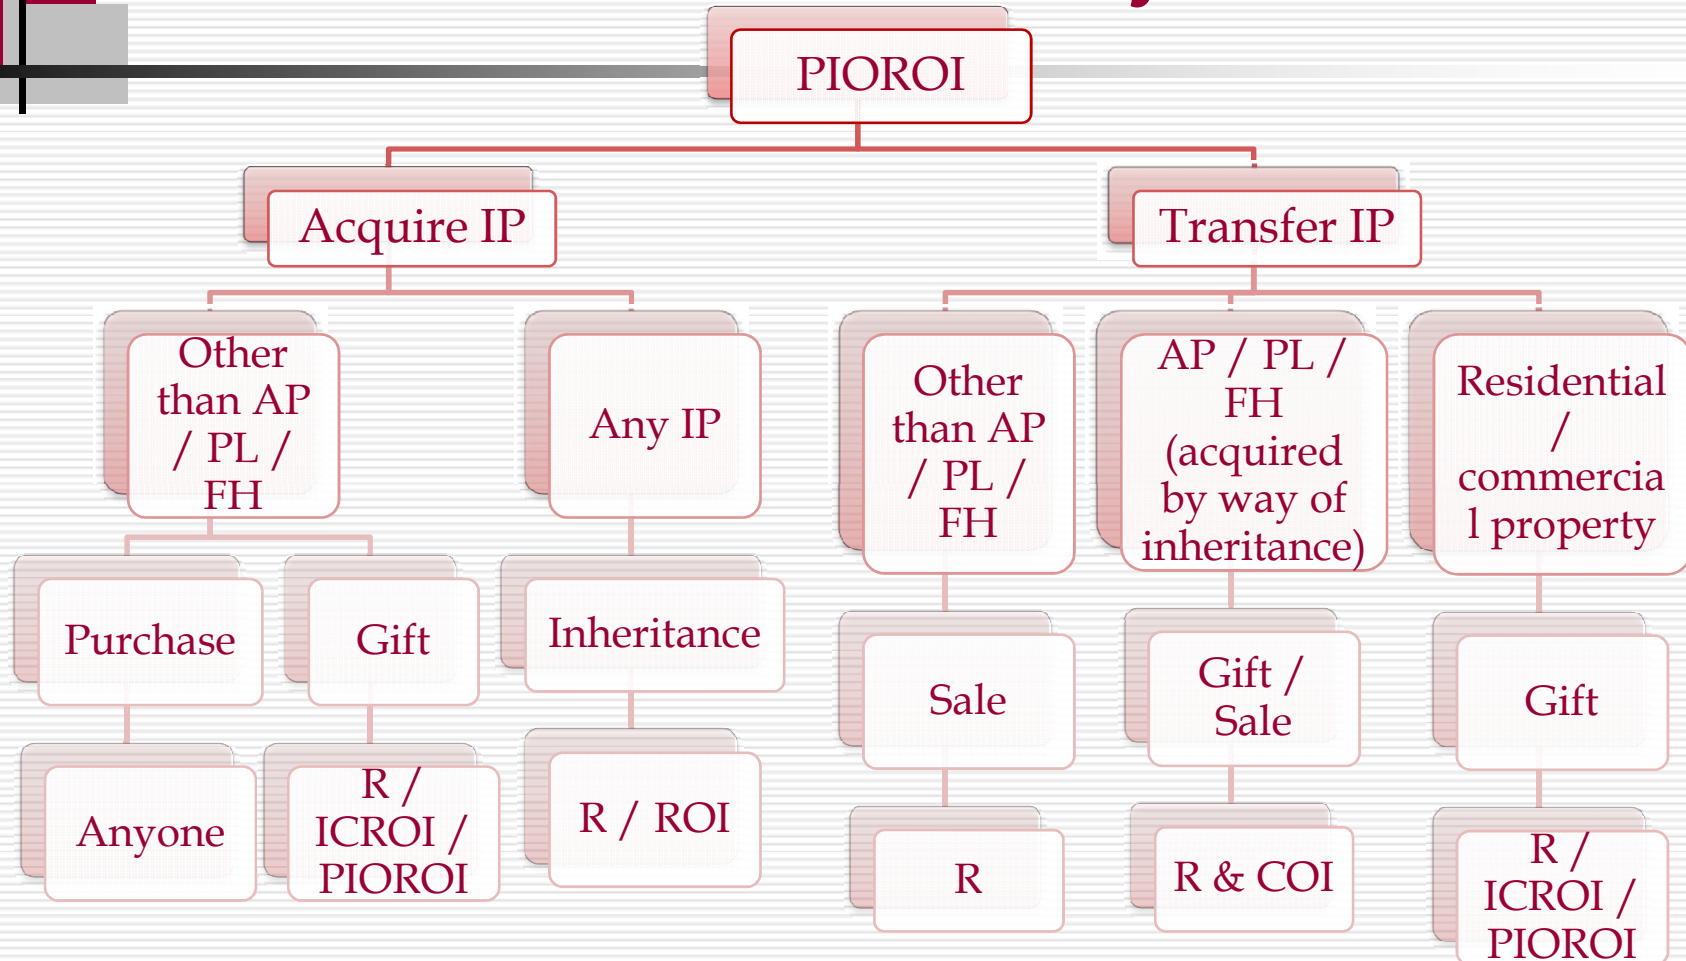 PIOROI
Acquire IP
Transfer IP
Other
than AP
/ PL /
FH
Any IP
Other
than AP
/ PL /
FH
AP / PL /
FH
(acquired
by way of
inheritance)
Residential
/
commercia
l property
Purchase
Gift
Inheritance
Sale
Gift /
Sale
Gift
Anyone
R /
ICROI /
PIOROI
R / ROI
R
R & COI
R /
ICROI /
PIOROI